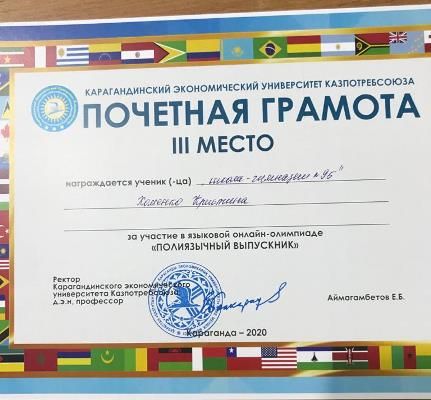 КАРАГАНДИНСКИЙ ЭКОНОМИЧЕСКИЙ УНИВЕРСИТЕТ КАЗПОТРЕБСОЮЗА
ПОЧЕТНАЯ ГРАМОТА
III МЕСТО
награждается ученик (-ца) „школа-гимназии №95"
Хоменко Кристина
за участие в языковой онлайн-олимпиаде
«ПОЛИЯЗЫЧНЫЙ ВЫПУСКНИК»
Ректор
Карагандинского экономического
университета Казпотребсоюза
д.э.н, профессор
Аймагамбетов Е.Б.
Караганда – 2020